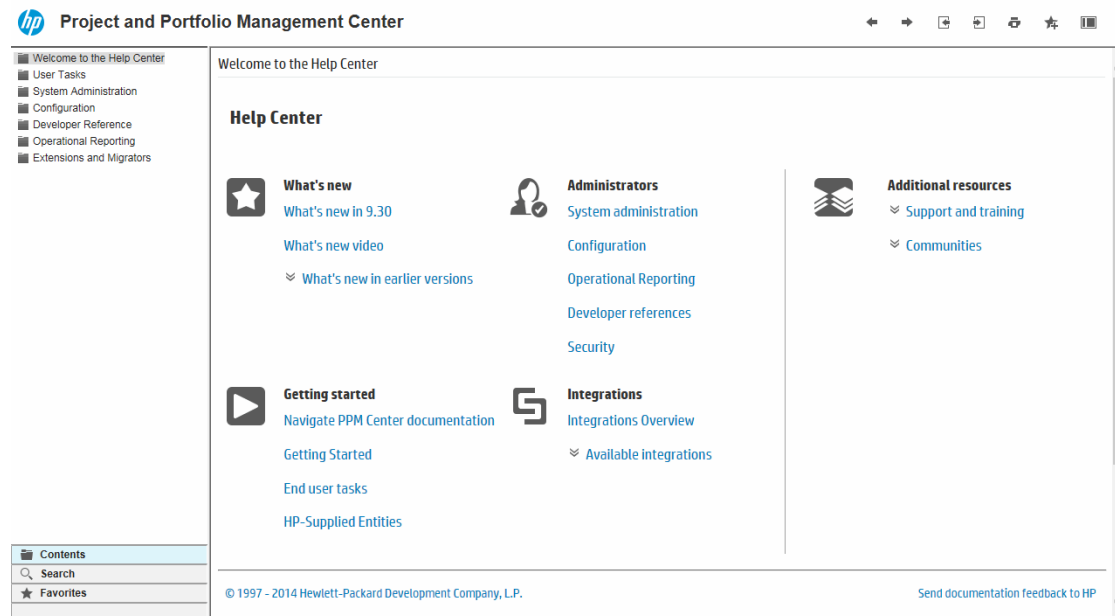 hp Project and Portfolio Management Center
Welcome to the Help Center
User Tasks
System Administration
Configuration
Developer Reference
Operational Reporting
Extensions and Migrators
Contents
Search
Favorites
Welcome to the Help Center
Help Center
What's new
What's new in 9.30
What's new video
What's new in earlier versions
Administrators
System administration
Configuration
Operational Reporting
Developer references
Security
Additional resources
Support and training
Communities
Getting started
Navigate PPM Center documentation
Getting Started
End user tasks
HP-Supplied Entities
Integrations
Integrations Overview
Available integrations
© 1997 - 2014 Hewlett-Packard Development Company, L.P.
Send documentation feedback to HP